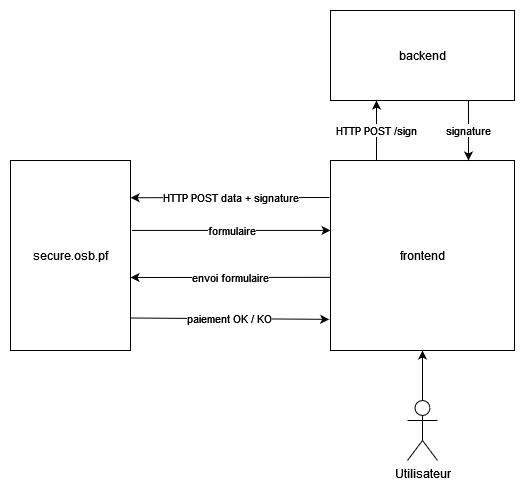 backend
HTTP POST /sign
signature
HTTP POST data + signature
secure.osb.pf
formulaire
frontend
envoi formulaire
paiement OK / KO
Utilisateur